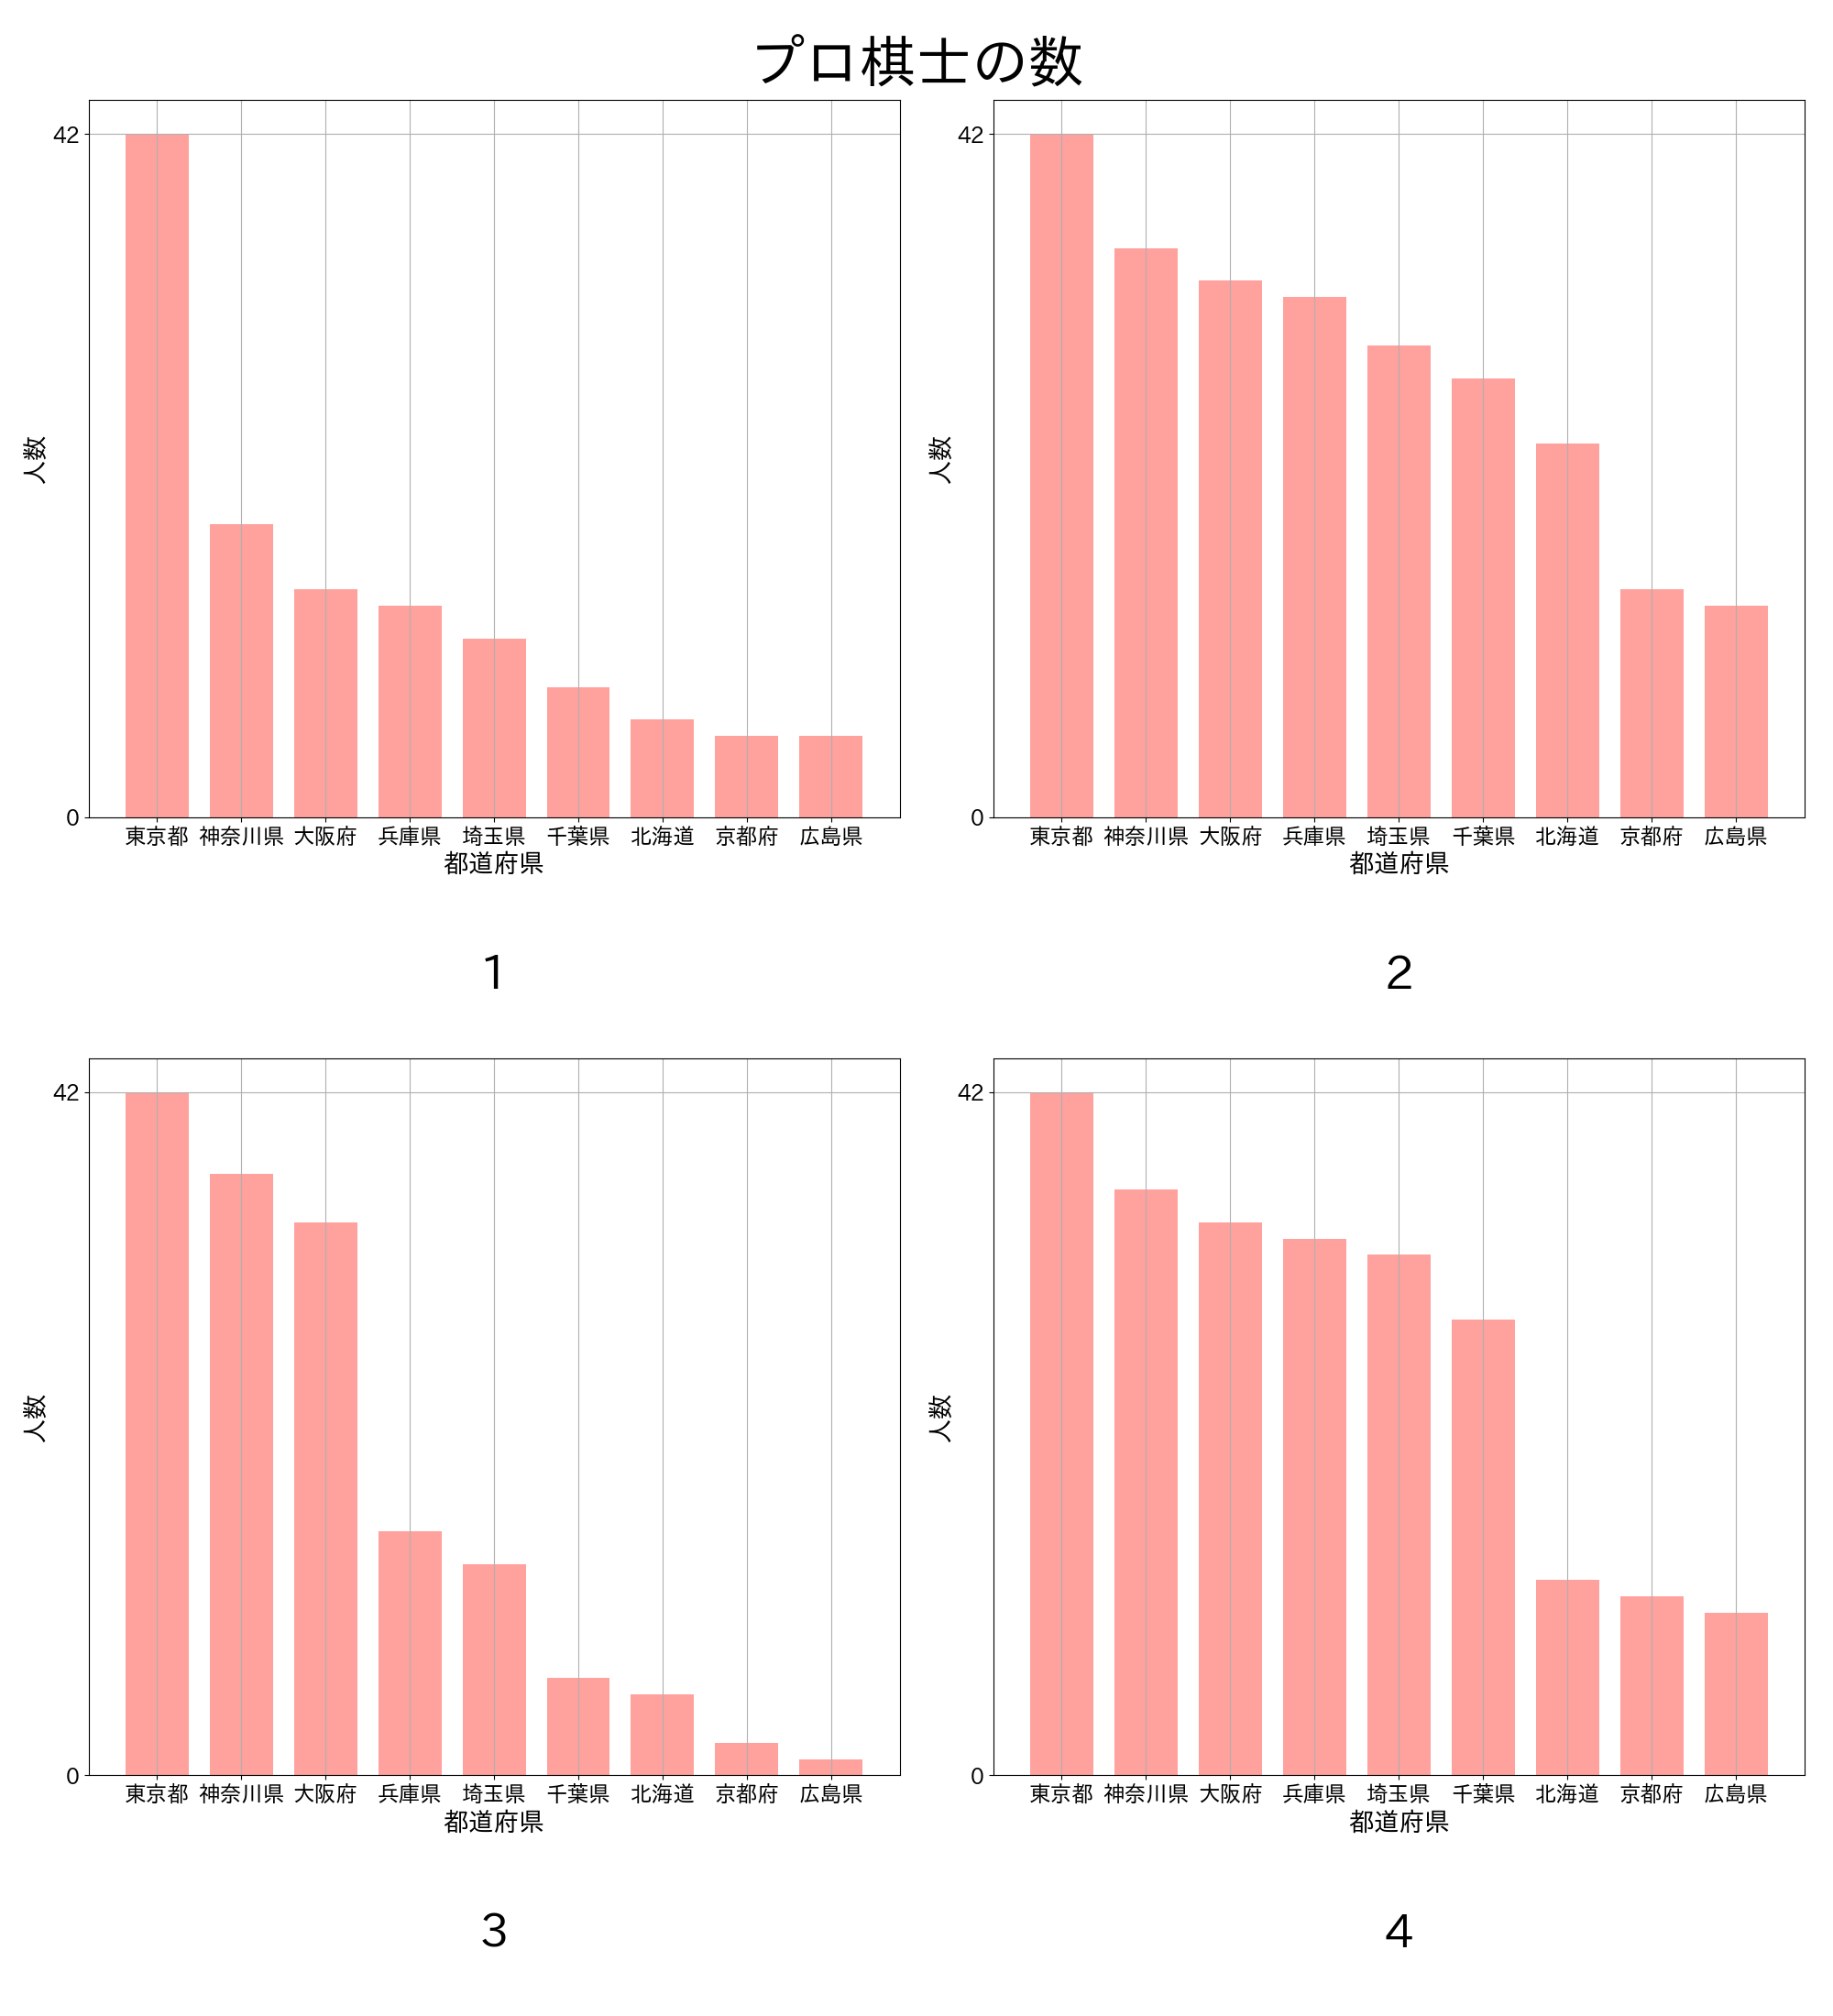 プロ棋士の数
42
人数
0
東京都 神奈川県 大阪府 兵庫県 埼玉県 千葉県 北海道 京都府 広島県
都道府県
1
42
人数
0
東京都 神奈川県 大阪府 兵庫県 埼玉県 千葉県 北海道 京都府 広島県
都道府県
2
42
人数
0
東京都 神奈川県 大阪府 兵庫県 埼玉県 千葉県 北海道 京都府 広島県
都道府県
3
42
人数
0
東京都 神奈川県 大阪府 兵庫県 埼玉県 千葉県 北海道 京都府 広島県
都道府県
4